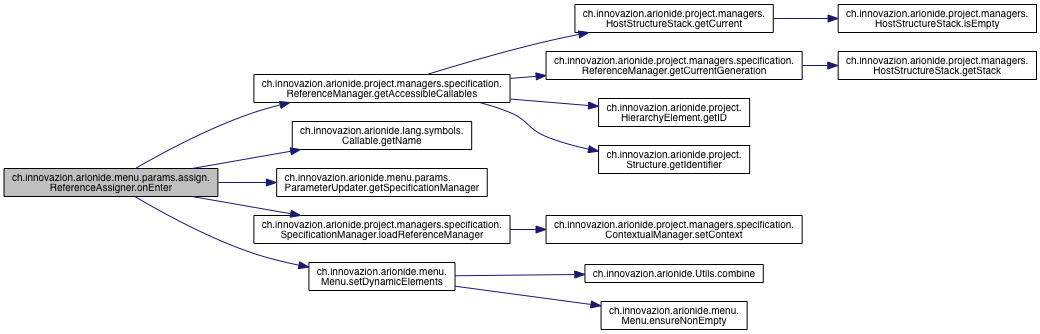 ch.innovazion.arionide.menu.params.assign.
ReferenceAssigner.onEnter
ch.innovazion.arionide.project.managers.specification.
ReferenceManager.getAccessibleCallables
ch.innovazion.arionide.lang.symbols.
Callable.getName
ch.innovazion.arionide.menu.params.
ParameterUpdater.getSpecificationManager
ch.innovazion.arionide.project.managers.specification.
SpecificationManager.loadReferenceManager
ch.innovazion.arionide.menu.
Menu.setDynamicElements
ch.innovazion.arionide.project.managers.
HostStructureStack.getCurrent
ch.innovazion.arionide.project.managers.specification.
ReferenceManager.getCurrentGeneration
ch.innovazion.arionide.project.
HierarchyElement.getID
ch.innovazion.arionide.project.
Structure.getIdentifier
ch.innovazion.arionide.project.managers.specification.
ContextualManager.setContext
ch.innovazion.arionide.Utils.combine
ch.innovazion.arionide.menu.
Menu.ensureNonEmpty
ch.innovazion.arionide.project.managers.
HostStructureStack.isEmpty
ch.innovazion.arionide.project.managers.
HostStructureStack.getStack